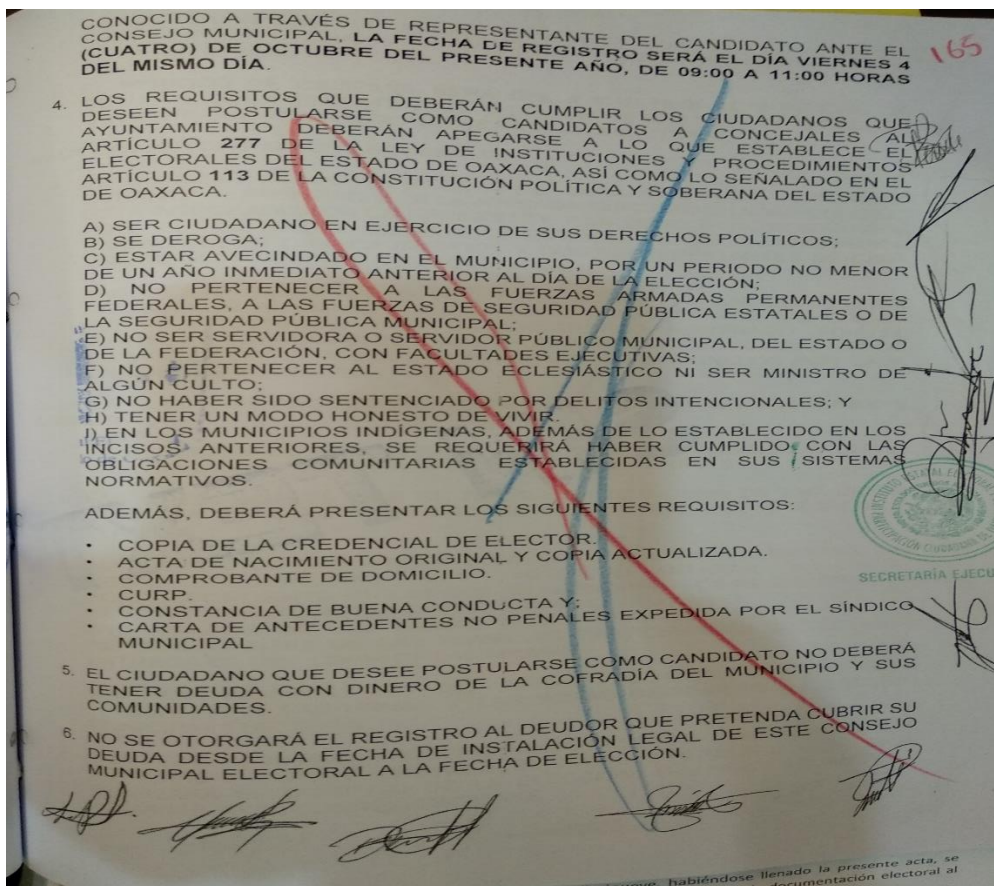 CONOCIDO A TRAVÉS DE REPRESENTANTE DEL CANDIDATO ANTE EL
CONSEJO MUNICIPAL, LA FECHA DE REGISTRO SERÁ EL DÍA VIERNES 4
(CUATRO) DE OCTUBRE DEL PRESENTE AÑO, DE 09:00 A 11:00 HORAS
DEL MISMO DÍA.
165
4. LOS REQUISITOS QUE DEBERÁN CUMPLIR LOS CIUDADANOS QUE
DESEEN POSTULARSE COMO CANDIDATOS A CONCEJALES AL
AYUNTAMIENTO DEBERÁN APEGARSE A LO QUE ESTABLECE EL
ARTÍCULO 277 DE LA LEY DE INSTITUCIONES Y PROCEDIMIENTOS
ELECTORALES DEL ESTADO DE OAXACA, ASÍ COMO LO SEÑALADO EN EL
ARTÍCULO 113 DE LA CONSTITUCIÓN POLÍTICA Y SOBERANA DEL ESTADO
DE OAXACA.
A) SER CIUDADANO EN EJERCICIO DE SUS DERECHOS POLÍTICOS;
B) SE DEROGA;
C) ESTAR AVECINDADO EN EL MUNICIPIO, POR UN PERIODO NO MENOR
DE UN AÑO INMEDIATO ANTERIOR AL DÍA DE LA ELECCIÓN;
D) NO PERTENECER A LAS FUERZAS ARMADAS PERMANENTES
FEDERALES, A LAS FUERZAS DE SEGURIDAD PÚBLICA ESTATALES O DE
LA SEGURIDAD PÚBLICA MUNICIPAL;
E) NO SER SERVIDORA O SERVIDOR PÚBLICO MUNICIPAL, DEL ESTADO O
DE LA FEDERACIÓN, CON FACULTADES EJECUTIVAS;
F) NO PERTENECER AL ESTADO ECLESIÁSTICO NI SER MINISTRO DE
ALGÚN CULTO;
G) NO HABER SIDO SENTENCIADO POR DELITOS INTENCIONALES; Y
H) TENER UN MODO HONESTO DE VIVIR.
I) EN LOS MUNICIPIOS INDÍGENAS, ADEMÁS DE LO ESTABLECIDO EN LOS
INCISOS ANTERIORES, SE REQUERIRÁ HABER CUMPLIDO CON LAS
OBLIGACIONES COMUNITARIAS ESTABLECIDAS EN SUS SISTEMAS
NORMATIVOS.
ADEMÁS, DEBERÁ PRESENTAR LOS SIGUIENTES REQUISITOS:
• COPIA DE LA CREDENCIAL DE ELECTOR.
• ACTA DE NACIMIENTO ORIGINAL Y COPIA ACTUALIZADA.
• COMPROBANTE DE DOMICILIO.
• CURP.
• CONSTANCIA DE BUENA CONDUCTA Y;
• CARTA DE ANTECEDENTES NO PENALES EXPEDIDA POR EL SÍNDICO
MUNICIPAL
SECRETARÍA EJECU
5. EL CIUDADANO QUE DESEE POSTULARSE COMO CANDIDATO NO DEBERÁ
TENER DEUDA CON DINERO DE LA COFRADÍA DEL MUNICIPIO Y SUS
COMUNIDADES.
6. NO SE OTORGARÁ EL REGISTRO AL DEUDOR QUE PRETENDA CUBRIR SU
DEUDA DESDE LA FECHA DE INSTALACIÓN LEGAL DE ESTE CONSEJO
MUNICIPAL ELECTORAL A LA FECHA DE ELECCIÓN.
habiéndose llenado la presente acta, se
documentación electoral al